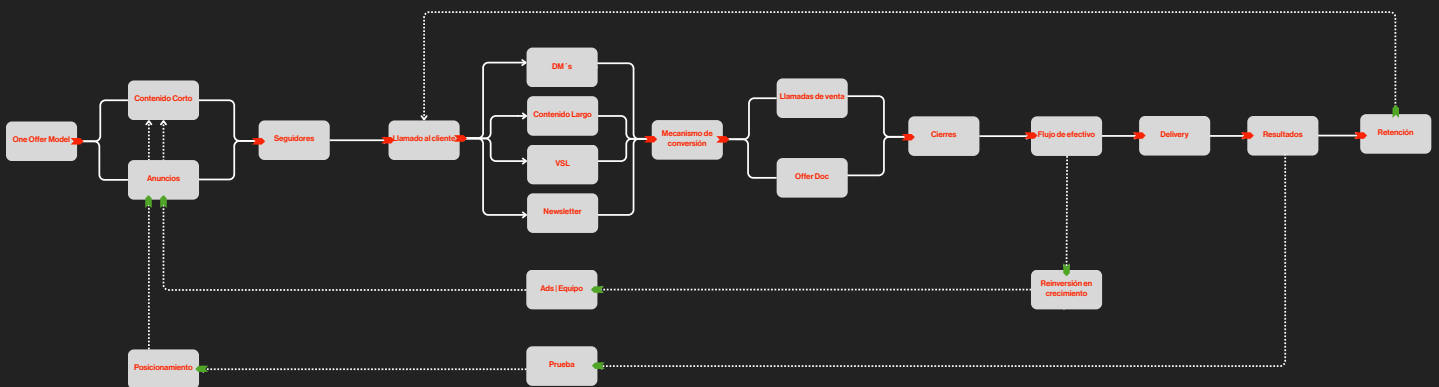 One Offer Model
Contenido Corto
Anuncios
Seguidores
Llamado al cliente
DM´s
Contenido Largo
VSL
Newsletter
Mecanismo de
conversión
Llamadas de venta
Offer Doc
Cierres
Flujo de efectivo
Delivery
Resultados
Retención
Ads | Equipo
Reinversión en
crecimiento
Posicionamiento
Prueba